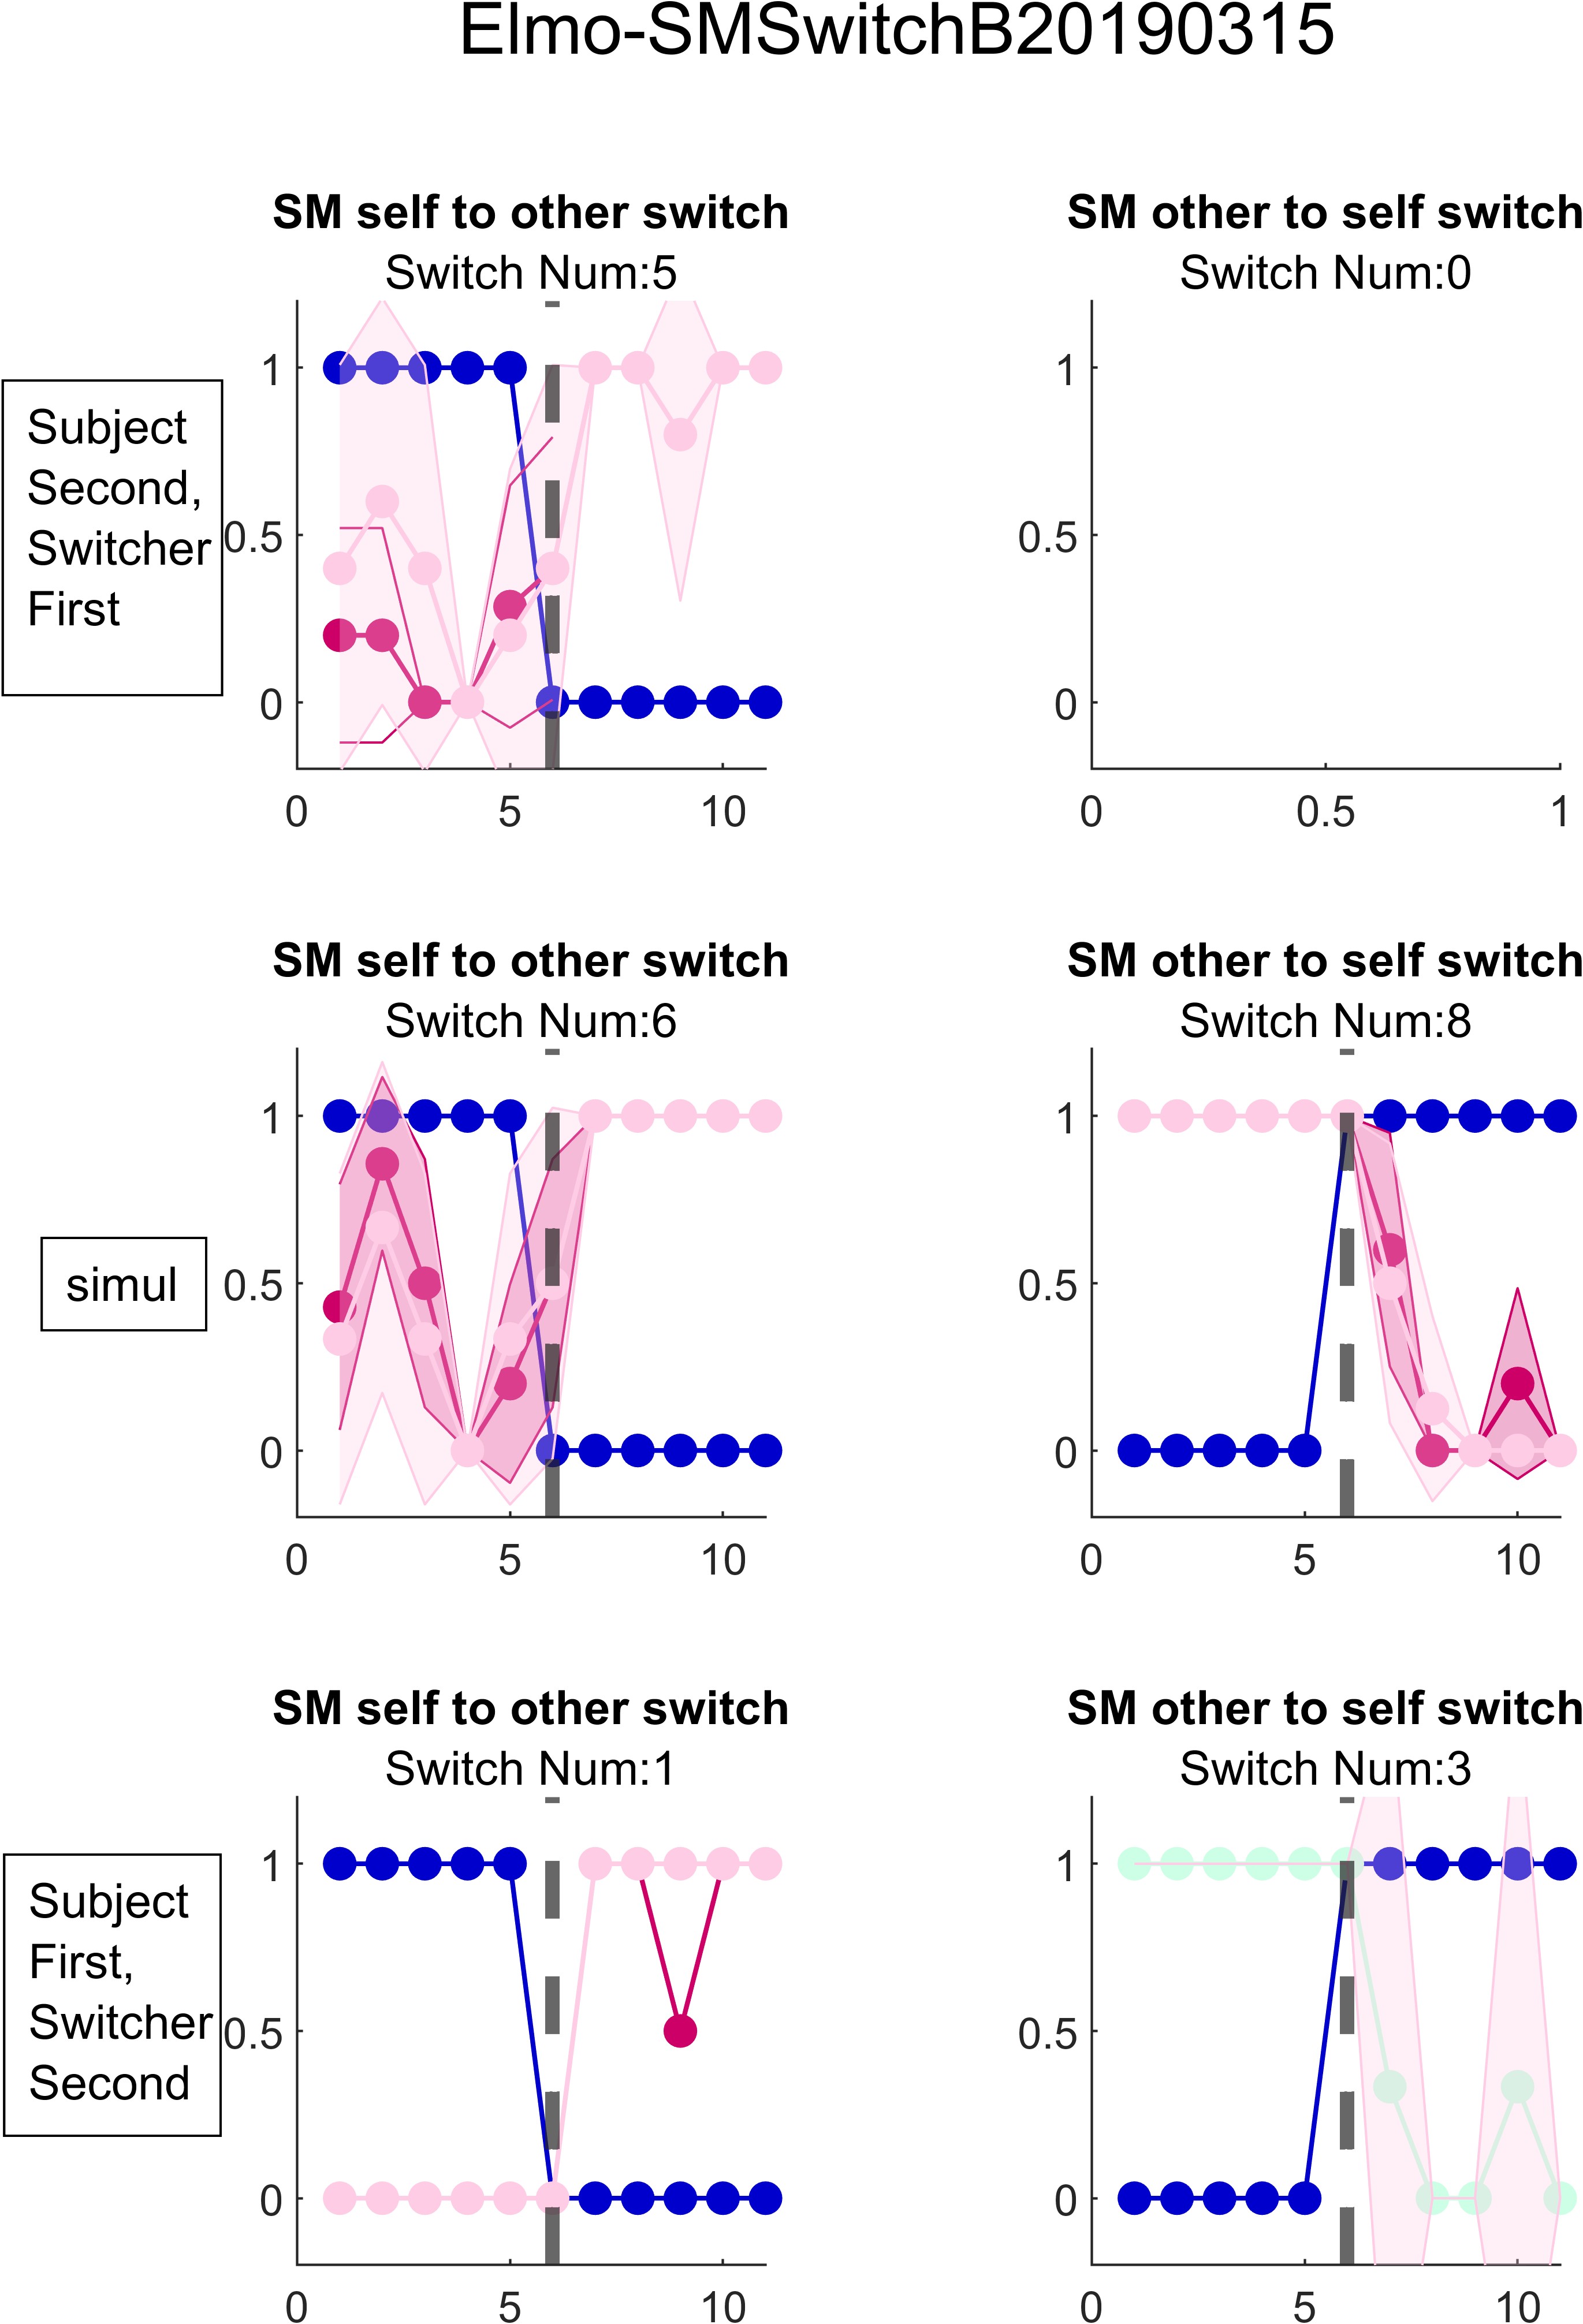 Elmo-SMSwitchB20190315
SM self to other switch
Switch Num:5
SM other to self switch
Switch Num:0
Subject
Second,
Switcher
First
1
0.5
0
0
5
10
1
0.5
0
0
0.5
1
SM self to other switch
Switch Num:6
SM other to self switch
Switch Num:8
simul
1
0.5
0
0
5
10
1
0.5
0
0
5
10
SM self to other switch
Switch Num:1
SM other to self switch
Switch Num:3
Subject
First,
Switcher
Second
1
0.5
0
0
5
10
1
0.5
0
0
5
10